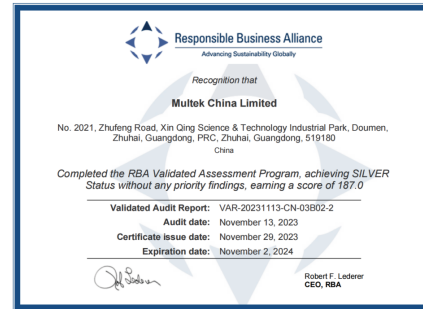 Responsible Business Alliance
Advancing Sustainability Globally
Recognition that
Multek China Limited
No. 2021, Zhufeng Road, Xin Qing Science & Technology Industrial Park, Doumen,
Zhuhai, Guangdong, PRC, Zhuhai, Guangdong, 519180
China
Completed the RBA Validated Assessment Program, achieving SILVER
Status without any priority findings, earning a score of 187.0
Validated Audit Report: VAR-20231113-CN-03B02-2
Audit date: November 13, 2023
Certificate issue date: November 29, 2023
Expiration date: November 2, 2024
Robert F. Lederer
CEO, RBA